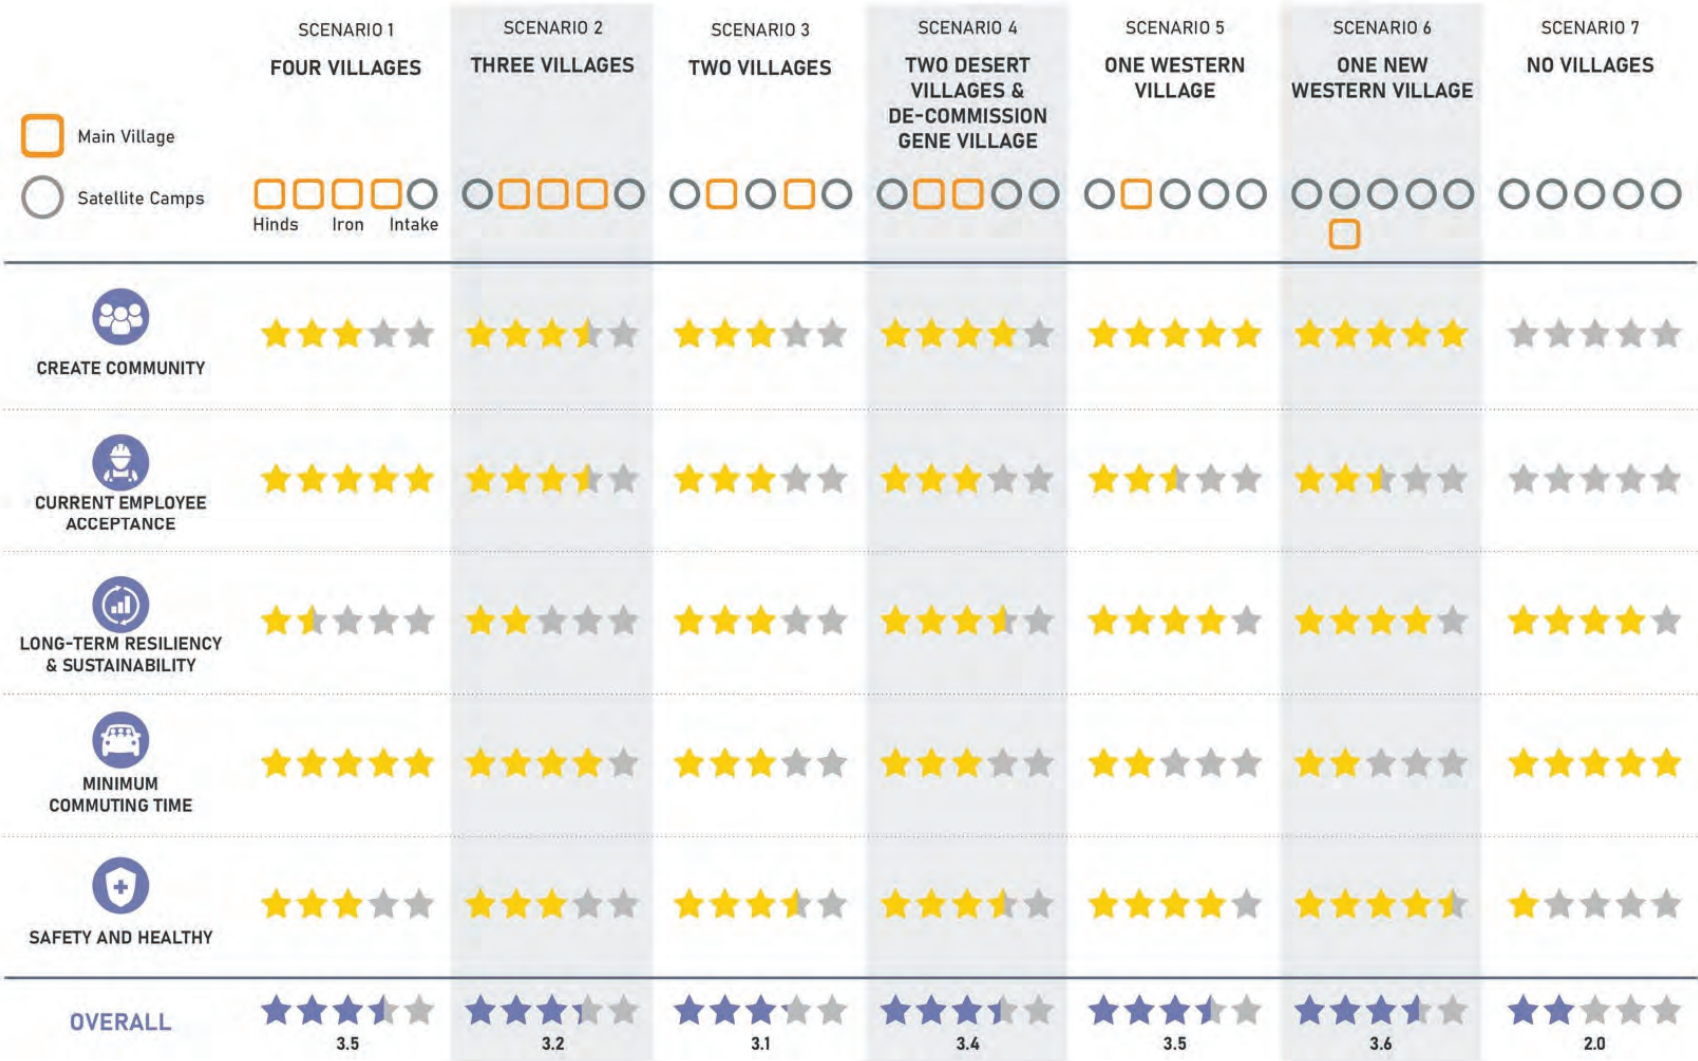 SCENARIO 1
FOUR VILLAGES
SCENARIO 2
THREE VILLAGES
SCENARIO 3
TWO VILLAGES
SCENARIO 4
TWO DESERT
VILLAGES &
DE-COMMISSION
GENE VILLAGE
SCENARIO 5
ONE WESTERN
VILLAGE
SCENARIO 6
ONE NEW
WESTERN VILLAGE
SCENARIO 7
NO VILLAGES
Main Village
Satellite Camps
Hinds Iron Intake
CREATE COMMUNITY
CURRENT EMPLOYEE
ACCEPTANCE
LONG-TERM RESILIENCY
& SUSTAINABILITY
MINIMUM
COMMUTING TIME
SAFETY AND HEALTHY
OVERALL
3.5 3.2 3.1 3.4 3.5 3.6 2.0